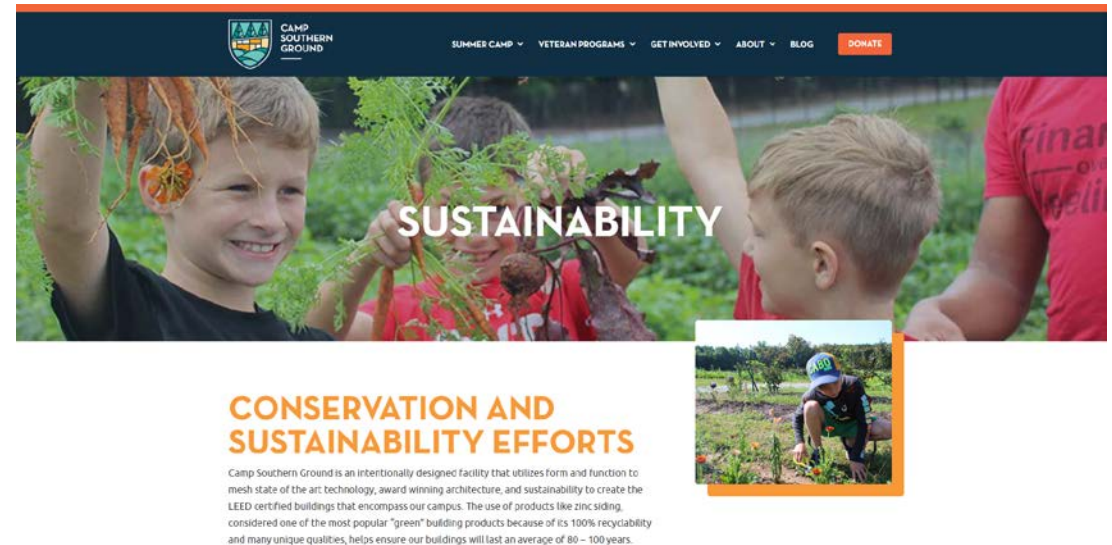 CAMP
SOUTHERN
GROUND
SUMMER CAMP VETERAN PROGRAMS GET INVOLVED ABOUT BLOG DONATE
SUSTAINABILITY
CONSERVATION AND
SUSTAINABILITY EFFORTS
Camp Southern Ground is an intentionally designed facility that utilizes form and function to
mesh state of the art technology, award winning architecture, and sustainability to create the
LEED certified buildings that encompass our campus. The use of products like zinc siding,
considered one of the most popular "green" building products because of its 100% recyclability
and many unique qualities, helps ensure our buildings will last an average of 80 – 100 years.